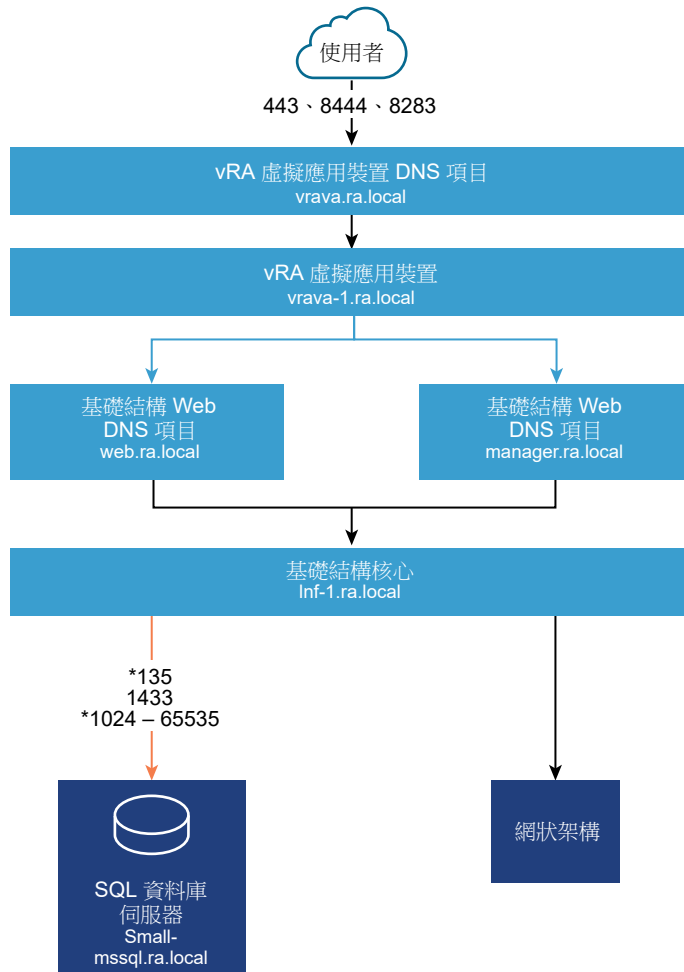 使用者
443、8444、8283
vRA 虛擬應用裝置 DNS 項目
vrava.ra.local
vRA 虛擬應用裝置
vrava-1.ra.local
基礎結構 Web
DNS 項目
web.ra.local
基礎結構 Web
DNS 項目
manager.ra.local
基礎結構核心
Inf-1.ra.local
*135
1433
*1024 – 65535
SQL 資料庫
伺服器
Small-
mssql.ra.local
網狀架構